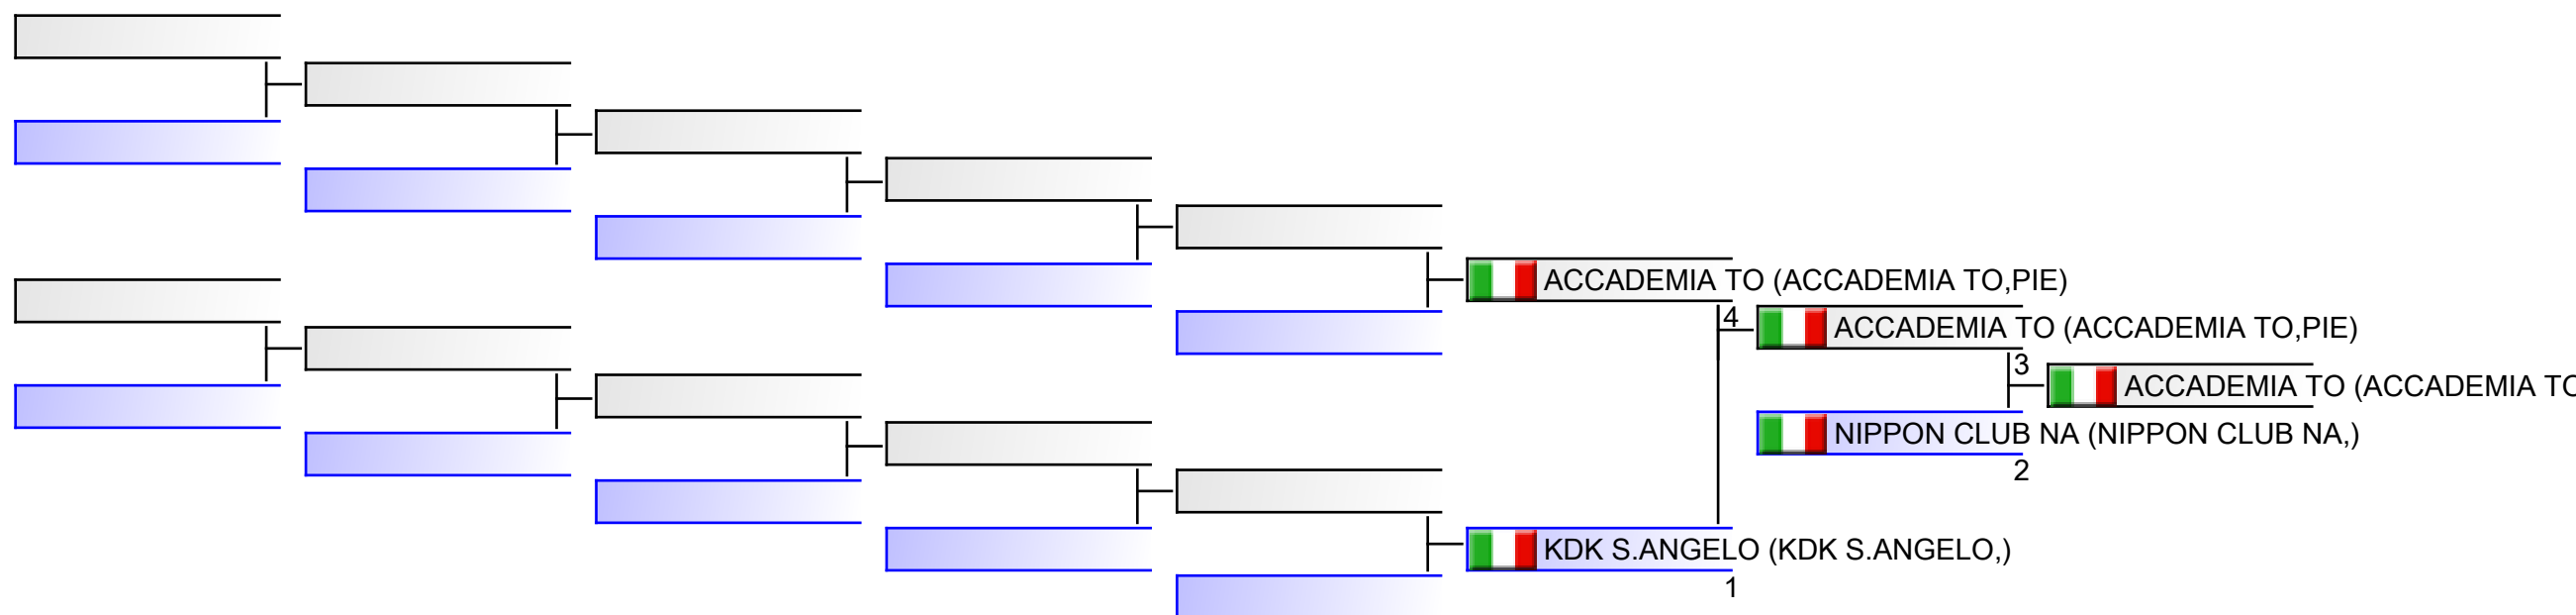 ACCADEMIA TO (ACCADEMIA TO,PIE)
4
ACCADEMIA TO (ACCADEMIA TO,PIE)
3
ACCADEMIA TO (ACCADEMIA TO
NIPPON CLUB NA (NIPPON CLUB NA,)
2
KDK S.ANGELO (KDK S.ANGELO,)
1